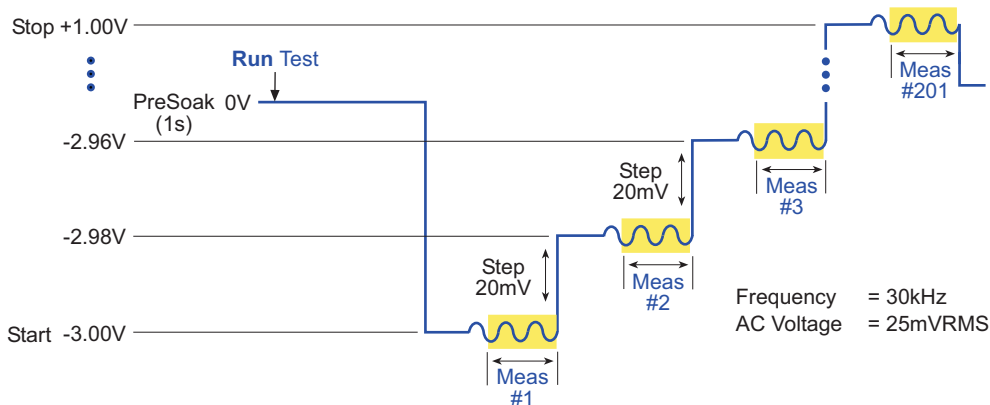 Stop +1.00V
Run Test
PreSoak 0V
(1s)
-2.96V
-2.98V
Start -3.00V
Step
20mV
Step
20mV
Meas
#1
Meas
#2
Meas
#3
Meas
#201
Frequency = 30kHz
AC Voltage = 25mVRMS